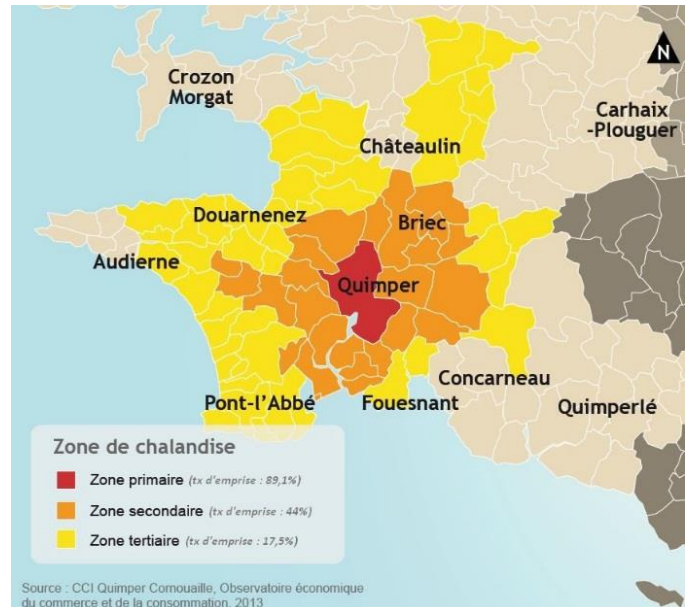 N
Crozon
Morgat
Carhaix
-Plouguer
Châteaulin
Douarnenez
Briec
Audierne
Quimper
Concarneau
Pont-l'Abbé
Fouesnant
Quimperlé
Zone de chalandise
Zone primaire (tx d'emprise : 89,1%)
Zone secondaire (tx d'emprise : 44%)
Zone tertiaire (tx d'emprise : 17,5%)
Source : CCI Quimper Cornouaille, Observatoire économique
du commerce et de la consommation, 2013